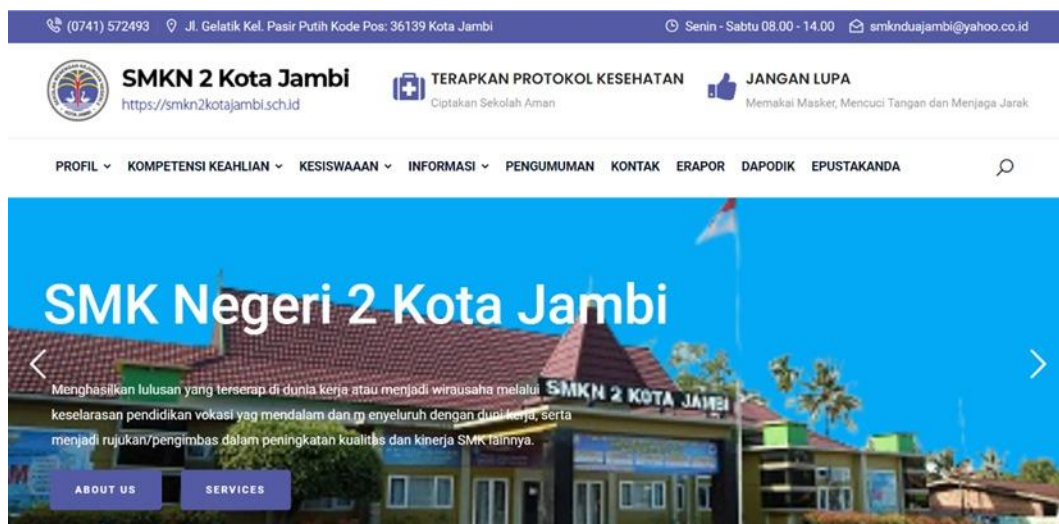 (0741) 572493 Jl. Gelatik Kel. Pasir Putih Kode Pos: 36139 Kota Jambi Senin - Sabtu 08.00 - 14.00 smknduajambi@yahoo.co.id
SMKN 2 Kota Jambi
https://smkn2kotajambi.sch.id
TERAPKAN PROTOKOL KESEHATAN
Ciptakan Sekolah Aman
JANGAN LUPA
Memakai Masker, Mencuci Tangan dan Menjaga Jarak
PROFIL KOMPETENSI KEAHLIAN KESISWAAAN INFORMASI PENGUMUMAN KONTAK ERAPOR DAPODIK EPUSTAKANDA
SMK Negeri 2 Kota Jambi
Menghasilkan lulusan yang terserap di dunia kerja atau menjadi wirausaha melalui
keselarasan pendidikan vokasi yag mendalam dan m enyeluruh dengan duni kerja, serta
menjadi rujukan/pengimbas dalam peningkatan kualitas dan kinerja SMK lainnya.
SMKN 2 KOTA JAMBI
ABOUT US SERVICES